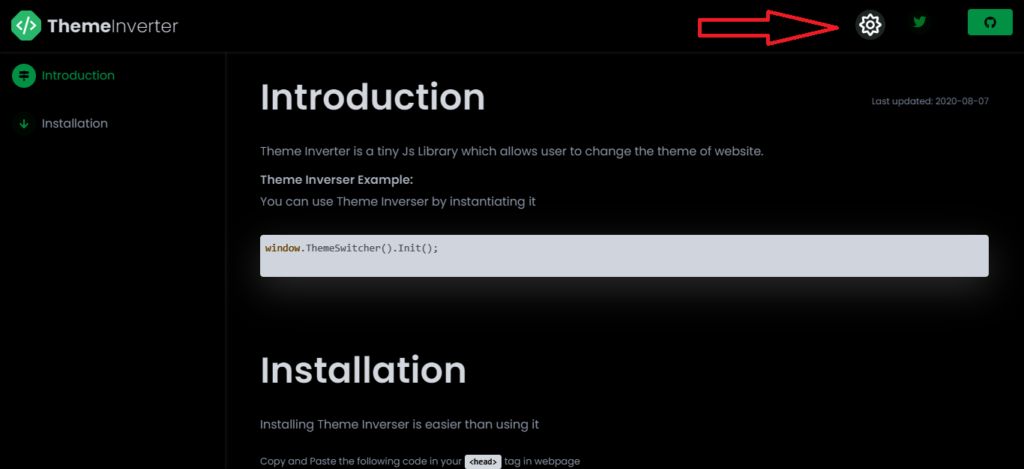 ThemeInverter
Introduction
Installation
Introduction
Last updated: 2020-08-07
Theme Inverter is a tiny Js Library which allows user to change the theme of website.
Theme Inverser Example:
You can use Theme Inverser by instantiating it
window.ThemeSwitcher().Init();
Installation
Installing Theme Inverser is easier than using it
Copy and Paste the following code in your <head> tag in webpage